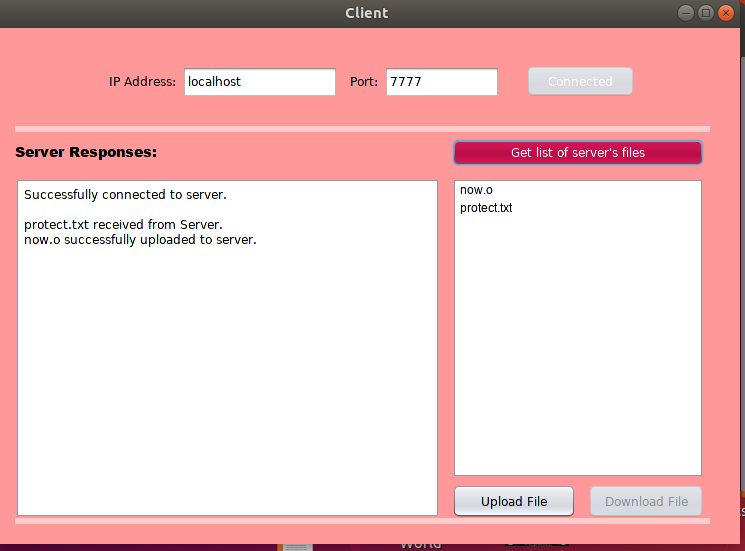 Client
IP Address: localhost Port: 7777 Connected
Server Responses: Get list of server's files
Successfully connected to server.
protect.txt received from Server.
now.o successfully uploaded to server.
now.o
protect.txt
Upload File Download File
World